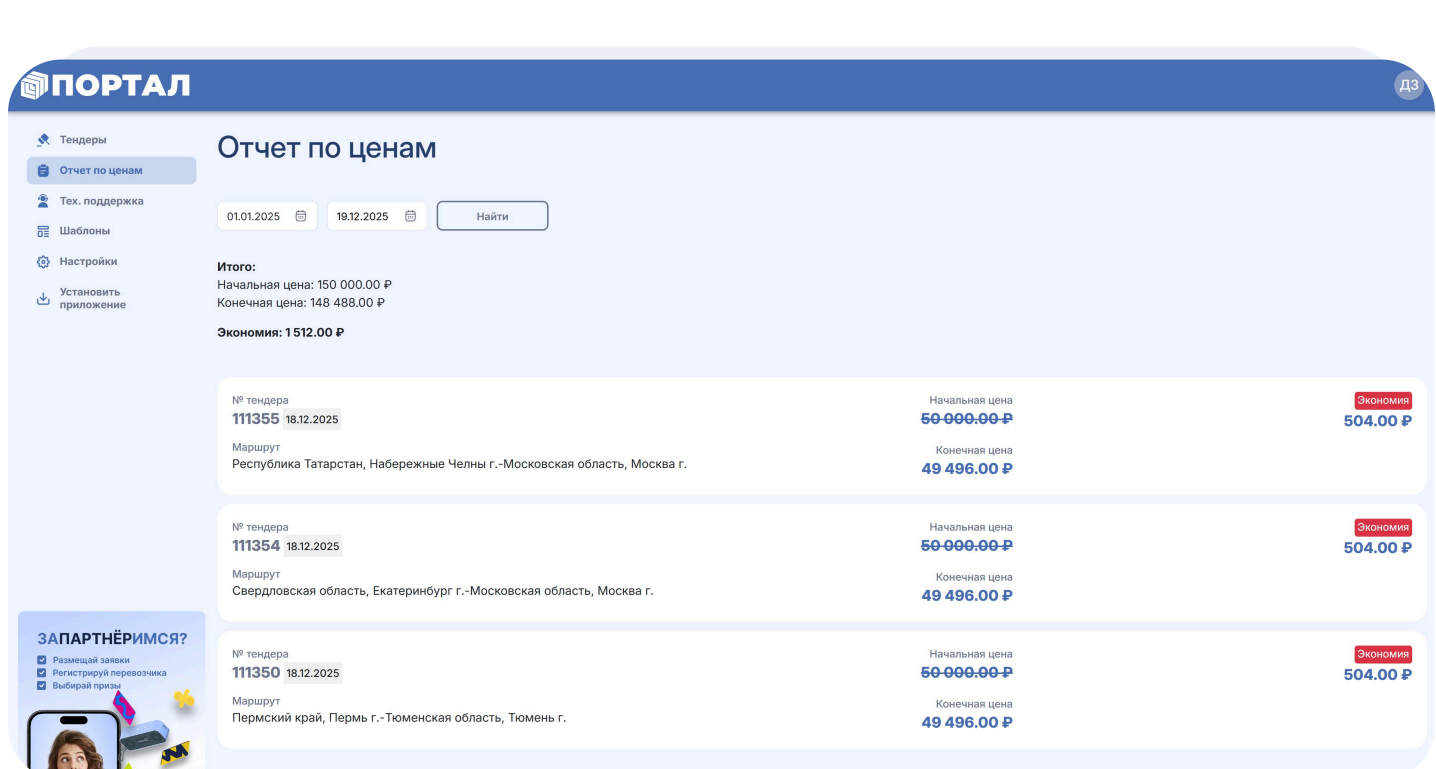 ПОРТАЛ
ДЗ
Тендеры
Отчет по ценам
Тех. поддержка
Шаблоны
Настройки
Установить
приложение
ЗАПАРТНЁРИМСЯ?
Размещай заявки
Регистрируй перевозчика
Выбирай призы
%
Отчет по ценам
01.01.2025 19.12.2025 Найти
Итого:
Начальная цена: 150 000.00 ₽
Конечная цена: 148 488.00 ₽
Экономия: 1 512.00 ₽
№ тендера Начальная цена Экономия
111355 18.12.2025 50 000.00 ₽ 504.00 ₽
Маршрут Конечная цена
Республика Татарстан, Набережные Челны г.-Московская область, Москва г. 49 496.00 ₽
№ тендера Начальная цена Экономия
111354 18.12.2025 50 000.00 ₽ 504.00 ₽
Маршрут Конечная цена
Свердловская область, Екатеринбург г.-Московская область, Москва г. 49 496.00 ₽
№ тендера Начальная цена Экономия
111350 18.12.2025 50 000.00 ₽ 504.00 ₽
Маршрут Конечная цена
Пермский край, Пермь г.-Тюменская область, Тюмень г. 49 496.00 ₽